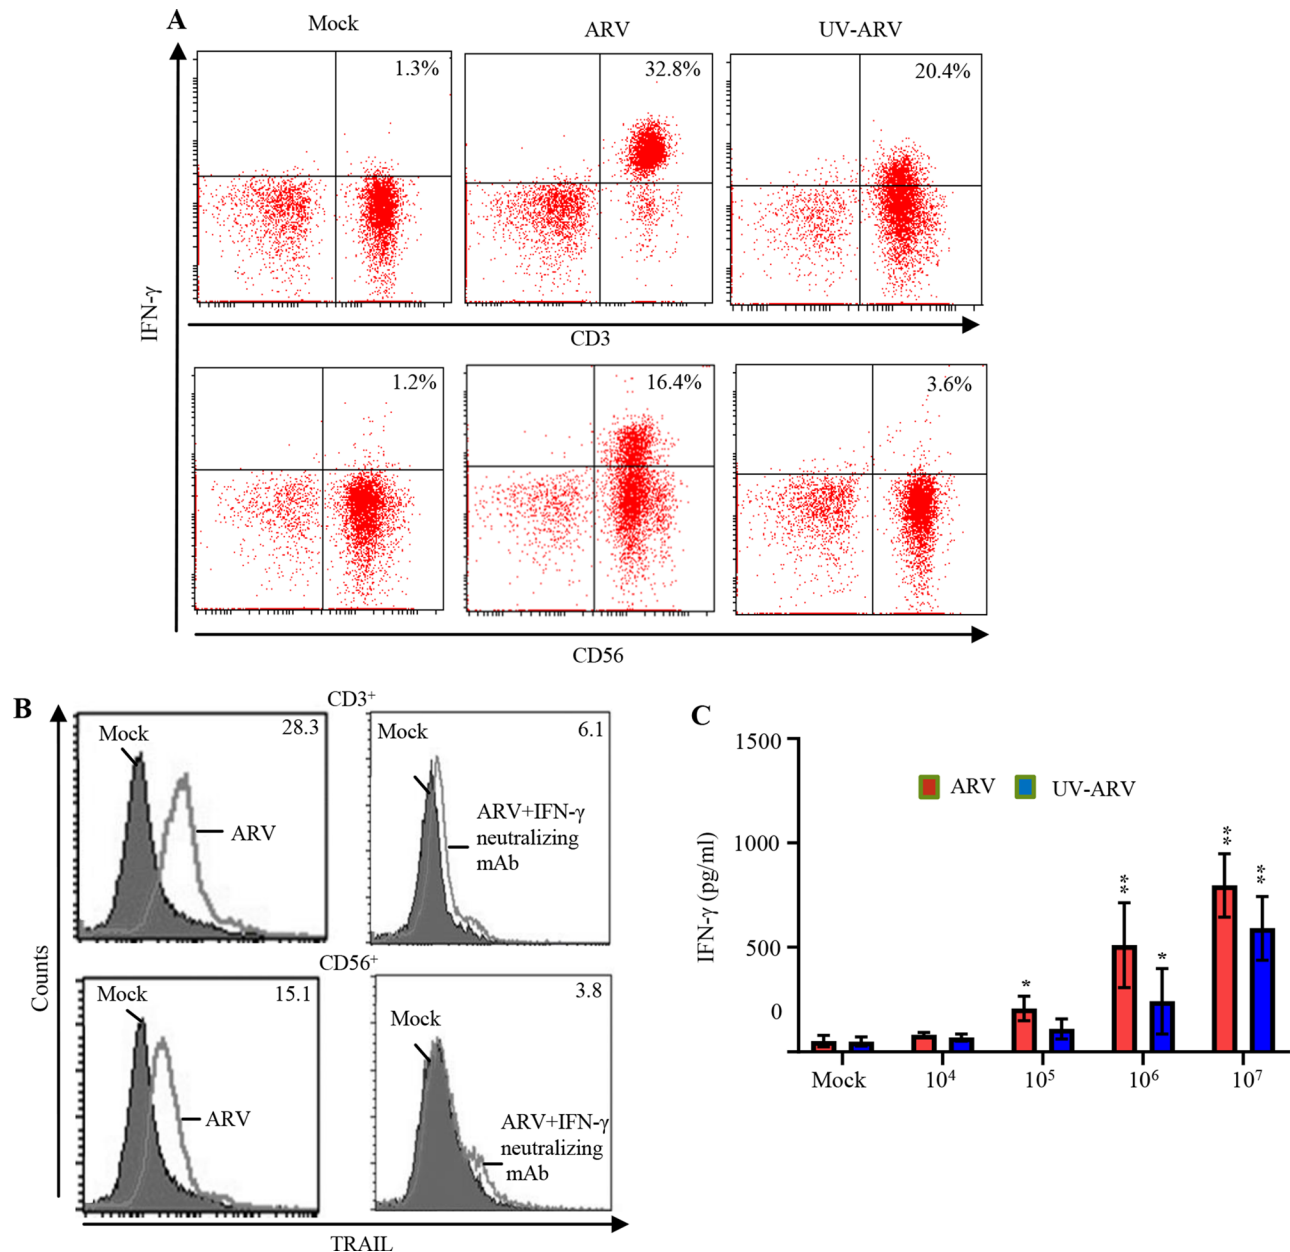 A
Mock
ARV
UV-ARV
1.3%
32.8%
20.4%
IFN-γ
CD3
1.2%
16.4%
3.6%
CD56
B
CD3+
Mock
28.3
ARV
Mock
6.1
ARV+IFN-γ
neutralizing
mAb
CD56+
Mock
15.1
ARV
Mock
3.8
ARV+IFN-γ
neutralizing
mAb
Counts
TRAIL
C
1500
1000
500
0
IFN-γ (pg/ml)
ARV
UV-ARV
*
**
*
**
**
Mock
10⁴
10⁵
10⁶
10⁷